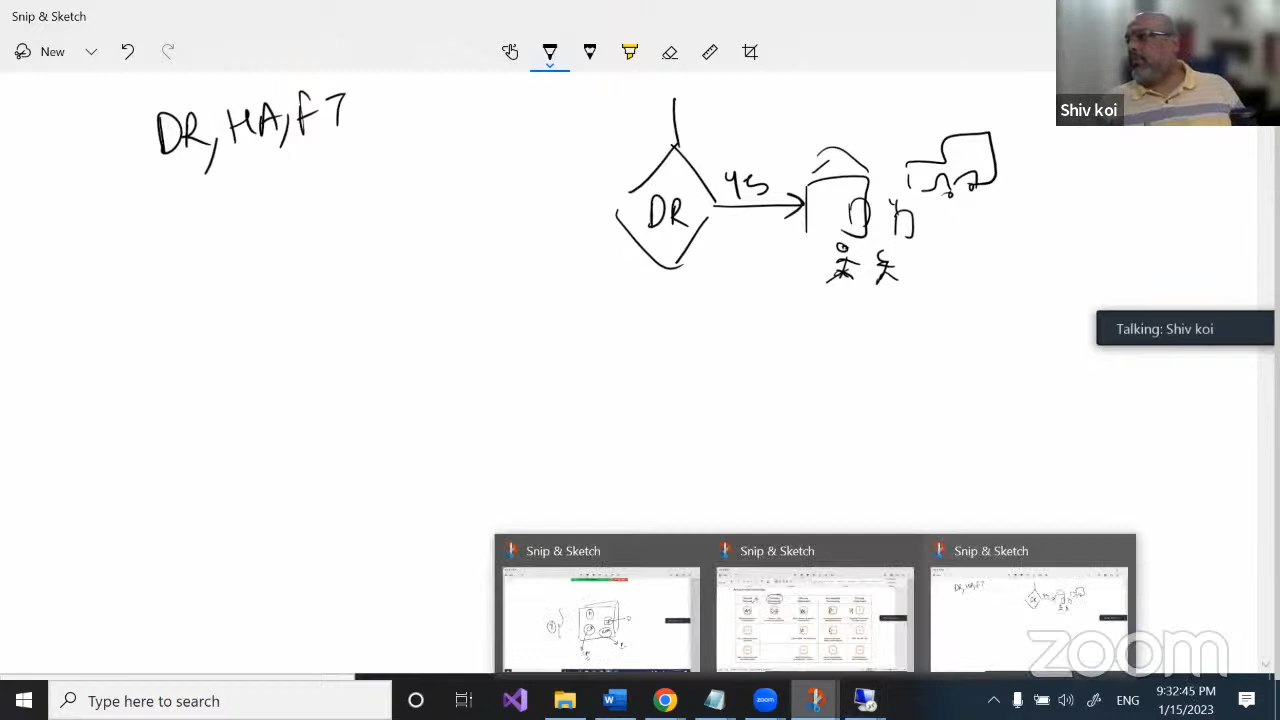 Snip & Sketch
New
Shiv koi
DR, HA, FT
DR
yes
Talking: Shiv koi
Snip & Sketch
Snip & Sketch
Snip & Sketch
zoom
Type here to search
ENG
9:32:45 PM
1/15/2023